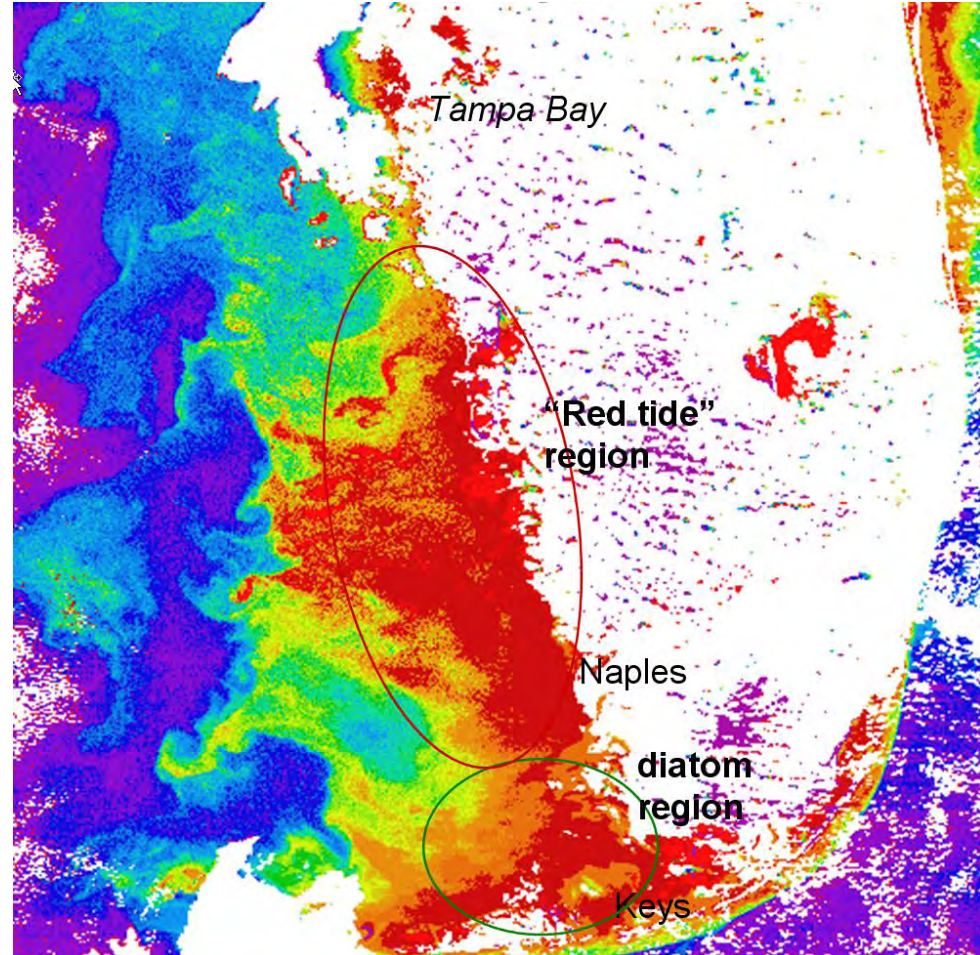 Tampa Bay
“Red tide”
region
Naples
diatom
region
Keys